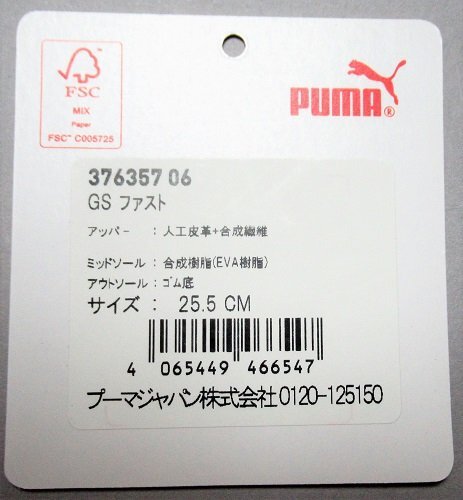 FSC
MIX
Paper
FSC™ C005725
PUMA®
376357 06
GS ファスト
アッパー : 人工皮革+合成繊維
ミッドソール : 合成樹脂(EVA樹脂)
アウトソール : ゴム底
サイズ : 25.5 CM
4 065449 466547
プーマジャパン株式会社0120-125150